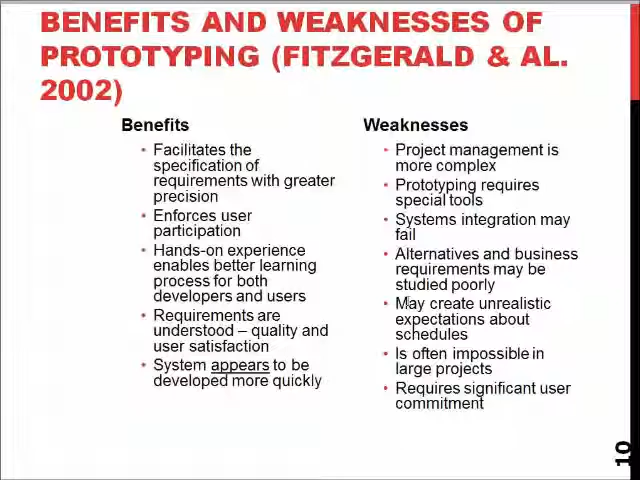 BENEFITS AND WEAKNESSES OF
PROTOTYPING (FITZGERALD & AL.
2002)
Benefits
• Facilitates the
specification of
requirements with greater
precision
• Enforces user
participation
• Hands-on experience
enables better learning
process for both
developers and users
• Requirements are
understood – quality and
user satisfaction
• System appears to be
developed more quickly
Weaknesses
• Project management is
more complex
• Prototyping requires
special tools
• Systems integration may
fail
• Alternatives and business
requirements may be
studied poorly
• May create unrealistic
expectations about
schedules
• Is often impossible in
large projects
• Requires significant user
commitment
10